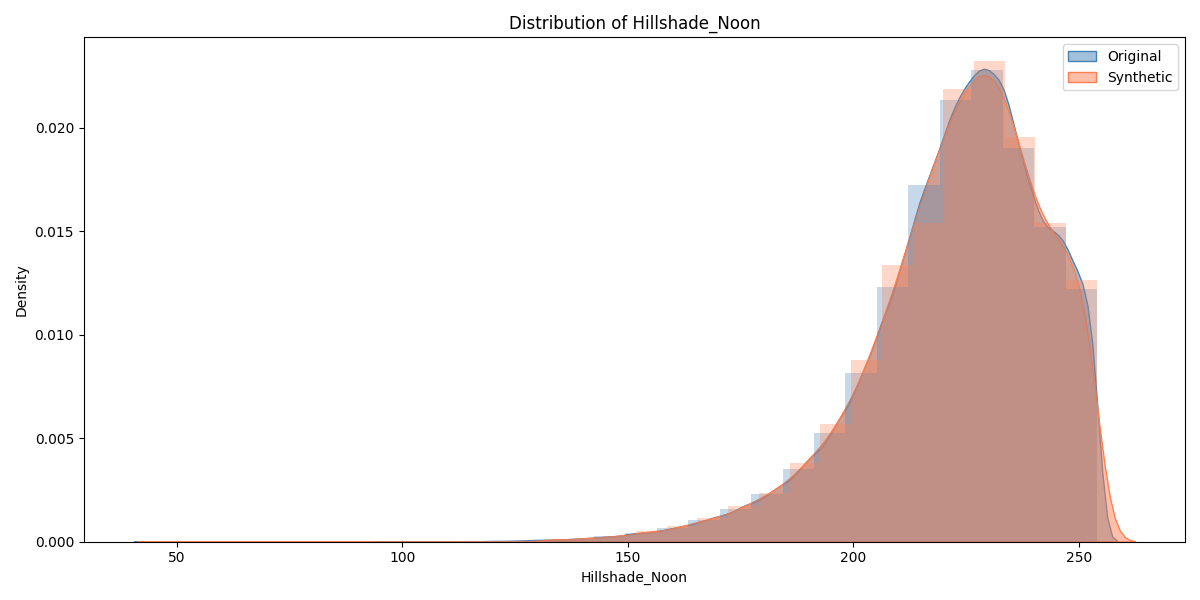 Distribution of Hillshade_Noon
Original
Synthetic
Density
0.020
0.015
0.010
0.005
0.000
50 100 150 200 250
Hillshade_Noon